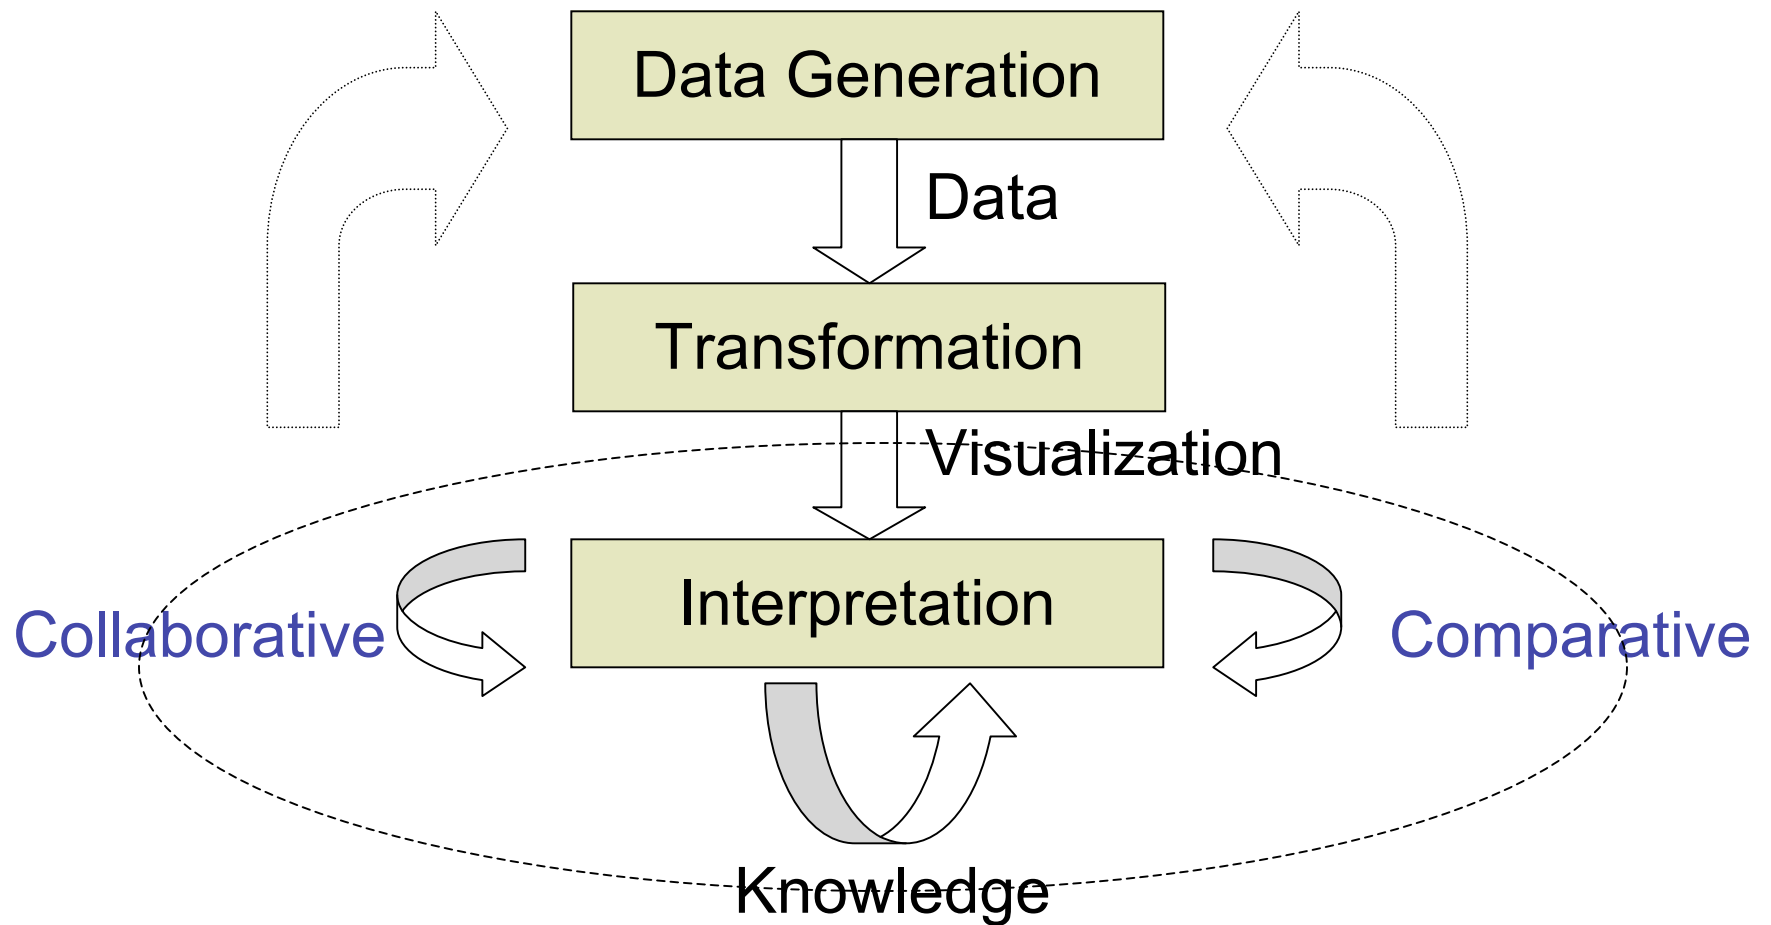 Data Generation
Data
Transformation
Visualization
Interpretation
Collaborative
Comparative
Knowledge